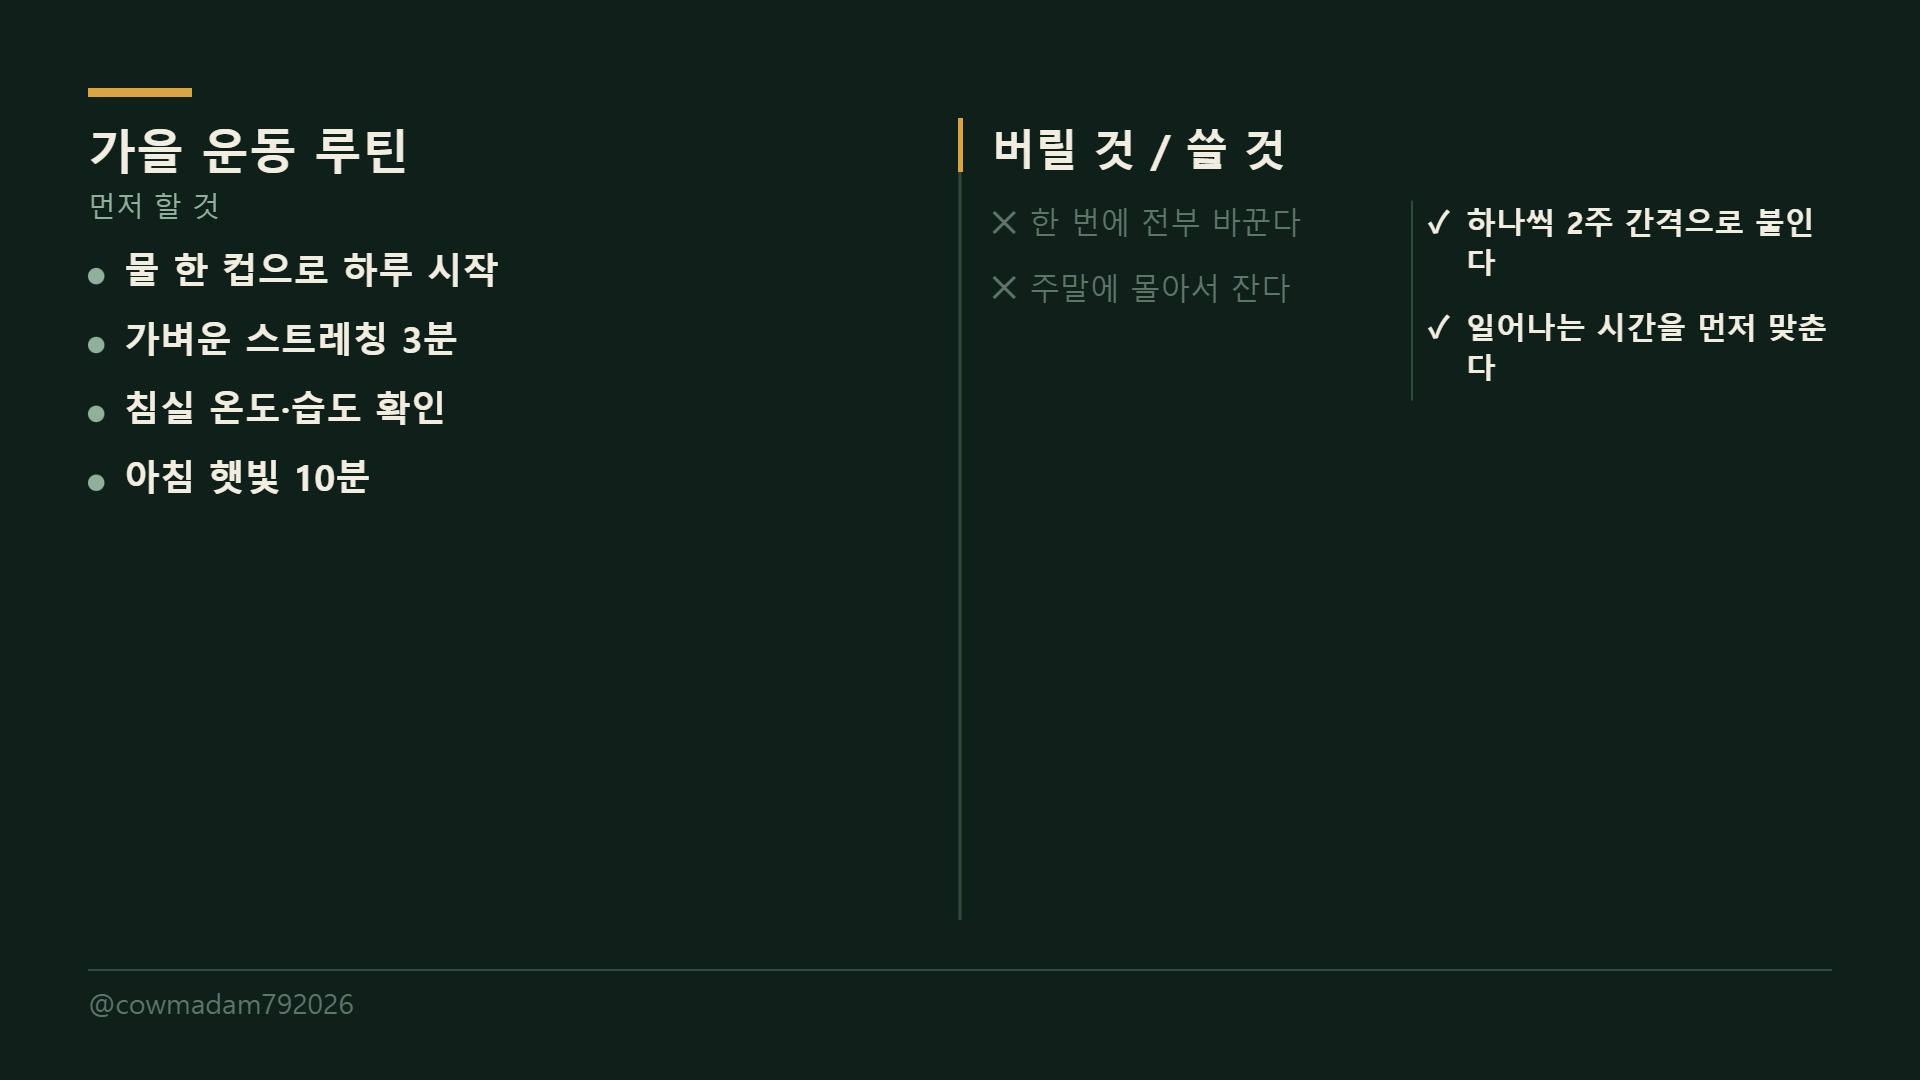 가을 운동 루틴
먼저 할 것
● 물 한 컵으로 하루 시작
● 가벼운 스트레칭 3분
● 침실 온도·습도 확인
● 아침 햇빛 10분
버릴 것 / 쓸 것
✕ 한 번에 전부 바꾼다
✕ 주말에 몰아서 잔다
✓ 하나씩 2주 간격으로 붙인
다
✓ 일어나는 시간을 먼저 맞춘
다
@cowmadam792026